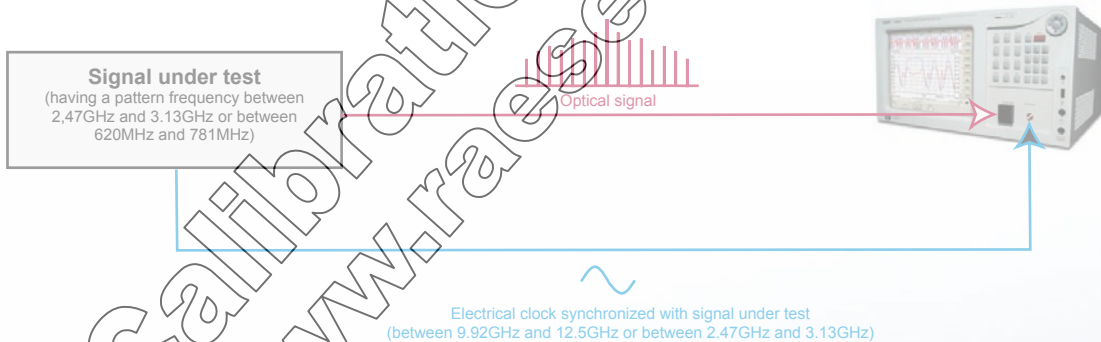 Signal under test
(having a pattern frequency between
2,47GHz and 3.13GHz or between
620MHz and 781MHz)
Optical signal
Electrical clock synchronized with signal under test
(between 9.92GHz and 12.5GHz or between 2.47GHz and 3.13GHz)